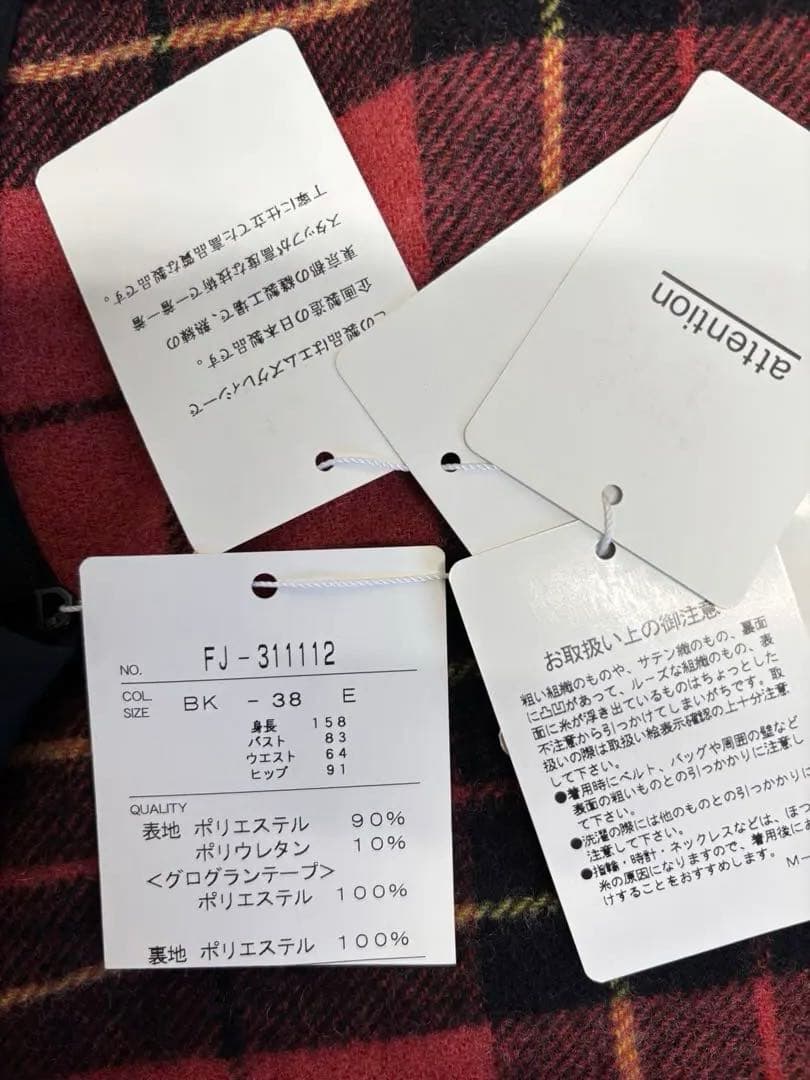 この製品はエムズグレイシーで
企画製造の日本製品です。
東京都の縫製工場で、熟練の
スタッフが高度な技術で一着一着
丁寧に仕立てた高品質な製品です。
attention
NO. FJ-311112
COL. SIZE BK - 38 E
身長 158
バスト 83
ウエスト 64
ヒップ 91
QUALITY
表地 ポリエステル 90%
ポリウレタン 10%
<グログランテープ>
ポリエステル 100%
裏地 ポリエステル 100%
お取扱い上の御注意
粗い組織のものや、サテン織のもの、裏面
に凸凹があって、ルーズな組織のもの、表
面に糸が浮き出ているものはちょっとした
不注意から引っかけてしまいがちです。取
扱いの際は取扱い絵表示確認の上十分注意
して下さい。
●着用時にベルト、バッグや周囲の壁など
表面の粗いものとの引っかかりに注意し
て下さい。
●洗濯の際には他のものとの引っかかりに
注意して下さい。
●指輪・時計・ネックレスなどは、ほつ
糸の原因になりますので、着用後にお
けすることをおすすめします。
M-